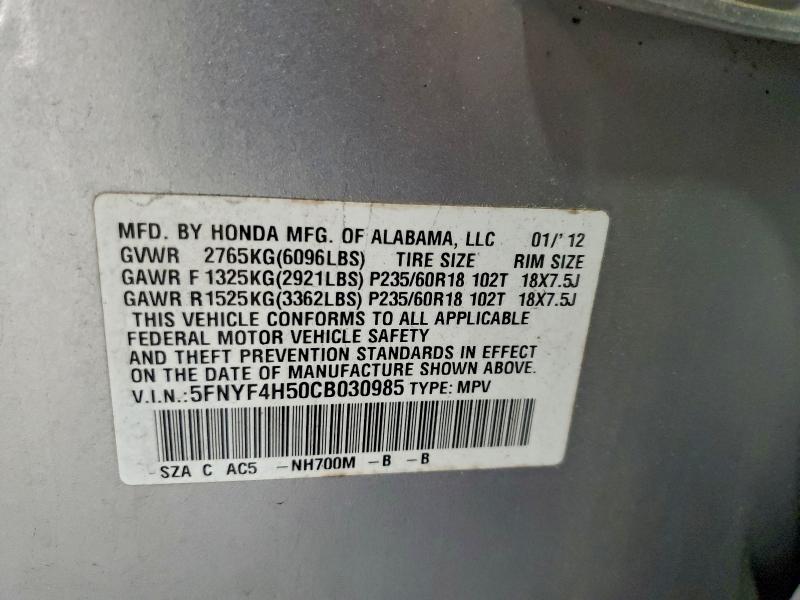 MFD. BY HONDA MFG. OF ALABAMA, LLC 01/'12
GVWR 2765KG(6096LBS) TIRE SIZE RIM SIZE
GAWR F 1325KG(2921LBS) P235/60R18 102T 18X7.5J
GAWR R 1525KG(3362LBS) P235/60R18 102T 18X7.5J
THIS VEHICLE CONFORMS TO ALL APPLICABLE
FEDERAL MOTOR VEHICLE SAFETY
AND THEFT PREVENTION STANDARDS IN EFFECT
ON THE DATE OF MANUFACTURE SHOWN ABOVE.
V.I.N.:5FNYF4H50CB030985 TYPE: MPV
-SZA C AC5 -NH700M -B -B